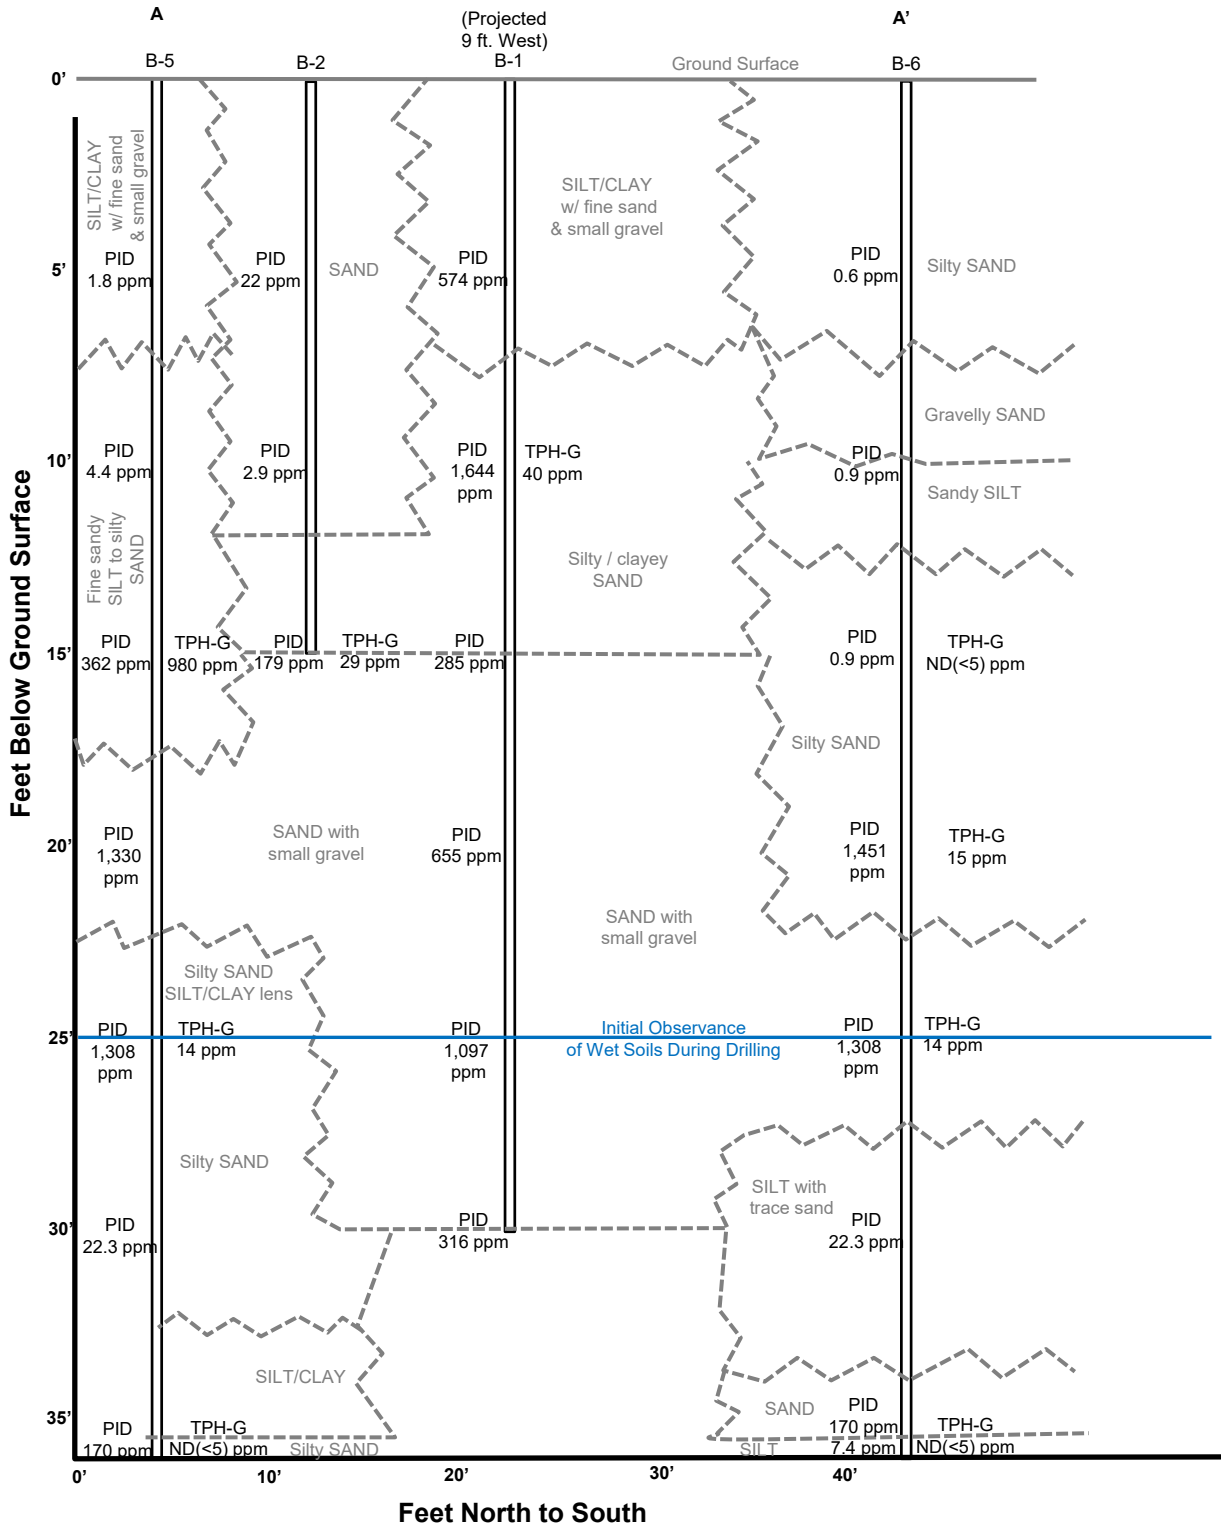 A
(Projected
9 ft. West)
A'
B-5
B-2
B-1
Ground Surface
B-6
0'
SILT/CLAY
w/ fine sand
& small gravel
SILT/CLAY
w/ fine sand
& small gravel
PID
1.8 ppm
PID
22 ppm
SAND
PID
574 ppm
PID
0.6 ppm
Silty SAND
5'
Gravelly SAND
10'
PID
4.4 ppm
PID
2.9 ppm
PID
1,644
ppm
TPH-G
40 ppm
PID
0.9 ppm
Sandy SILT
Fine sandy
SILT to silty
SAND
Silty / clayey
SAND
15'
PID
362 ppm
TPH-G
980 ppm
PID
179 ppm
TPH-G
29 ppm
PID
285 ppm
PID
0.9 ppm
TPH-G
ND(<5) ppm
Silty SAND
20'
PID
1,330
ppm
SAND with
small gravel
PID
655 ppm
PID
1,451
ppm
TPH-G
15 ppm
SAND with
small gravel
Silty SAND
SILT/CLAY lens
25'
PID
1,308
ppm
TPH-G
14 ppm
PID
1,097
ppm
Initial Observance
of Wet Soils During Drilling
PID
1,308
ppm
TPH-G
14 ppm
Silty SAND
SILT with
trace sand
30'
PID
22.3 ppm
PID
316 ppm
PID
22.3 ppm
SILT/CLAY
SAND
35'
PID
170 ppm
TPH-G
ND(<5) ppm
Silty SAND
SILT
PID
170 ppm
7.4 ppm
TPH-G
ND(<5) ppm
0'
10'
20'
30'
40'
Feet Below Ground Surface
Feet North to South